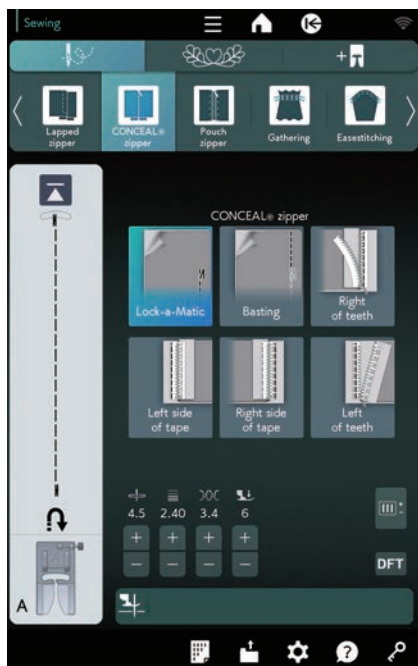 Sewing
Lapped
zipper
CONCEAL®
zipper
Pouch
zipper
Gathering
Easestitching
CONCEAL® zipper
Lock-a-Matic
Basting
Right
of teeth
Left side
of tape
Right side
of tape
Left
of teeth
4.5 2.40 3.4 6
+ + + +
− − − −
DFT
A